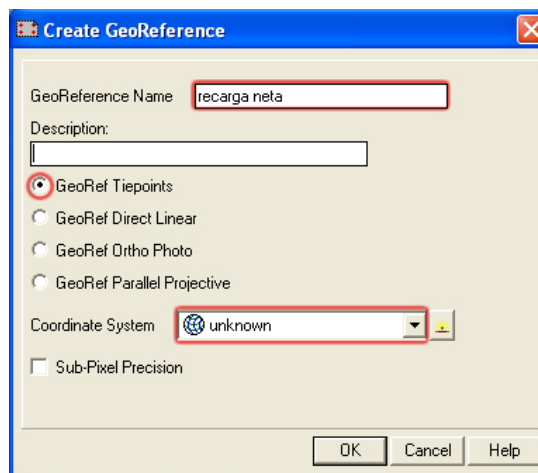 Create GeoReference
GeoReference Name recarga neta
Description:
GeoRef Tiepoints
GeoRef Direct Linear
GeoRef Ortho Photo
GeoRef Parallel Projective
Coordinate System unknown
Sub-Pixel Precision
OK Cancel Help